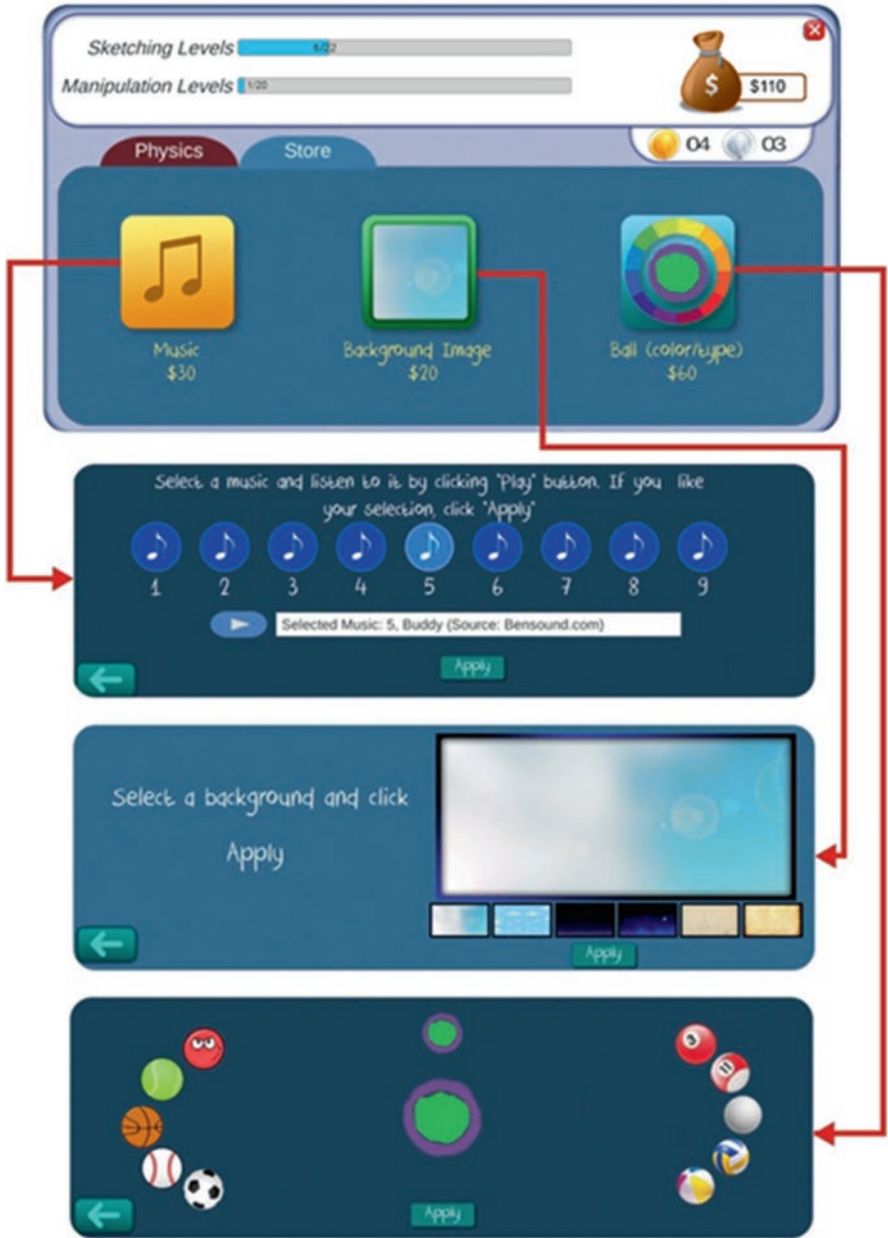 Sketching Levels 6/22
Manipulation Levels 1/20
$ $110
04 03
Physics Store
Music Background Image Ball (color/type)
$30 $20 $60
Select a music and listen to it by clicking "Play" button. If you like
your selection, click "Apply"
1 2 3 4 5 6 7 8 9
Selected Music: 5, Buddy (Source: Bensound.com)
Apply
Select a background and click
Apply
Apply
3
11
Apply